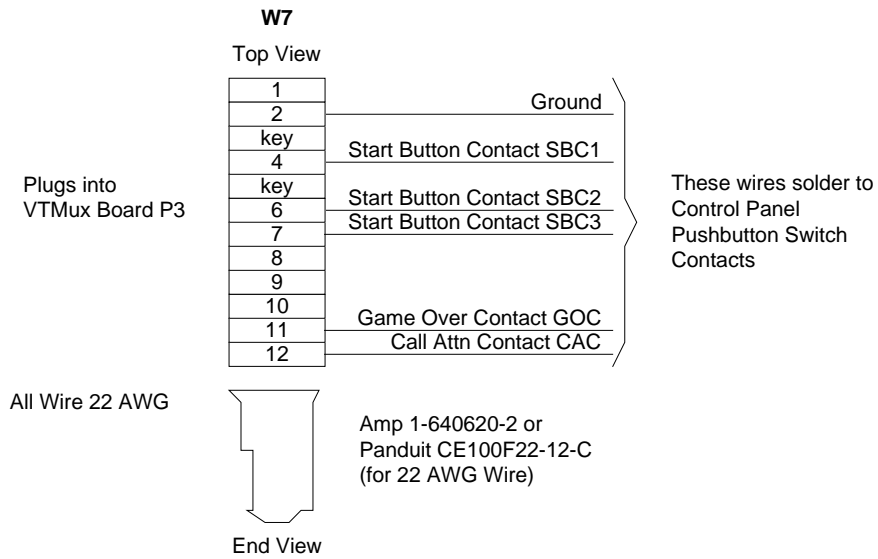 W7
Top View
1
2
key
4
key
6
7
8
9
10
11
12
Ground
Start Button Contact SBC1
Start Button Contact SBC2
Start Button Contact SBC3
Game Over Contact GOC
Call Attn Contact CAC
Plugs into
VTMux Board P3
These wires solder to
Control Panel
Pushbutton Switch
Contacts
All Wire 22 AWG
Amp 1-640620-2 or
Panduit CE100F22-12-C
(for 22 AWG Wire)
End View